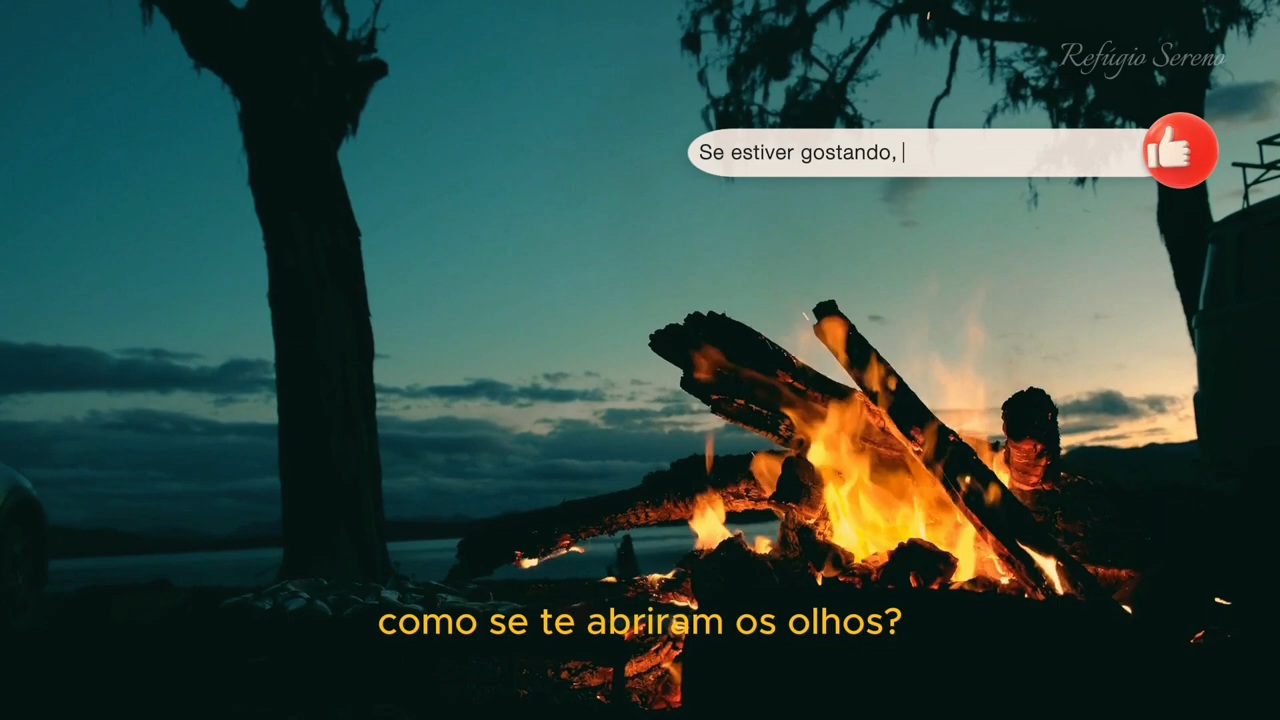 Refúgio Sereno
Se estiver gostando,
como se te abriram os olhos?